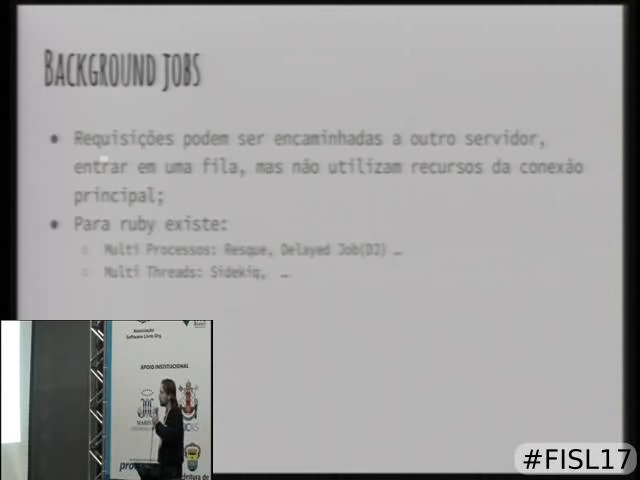 BACKGROUND JOBS
● Requisições podem ser encaminhadas a outro servidor,
entrar em uma fila, mas não utilizam recursos da conexão
principal;
● Para ruby existe:
○ Multi Processos: Resque, Delayed Job(DJ) …
○ Multi Threads: Sidekiq, …
Associação
Software Livre.Org
APOIO INSTITUCIONAL
#FISL17